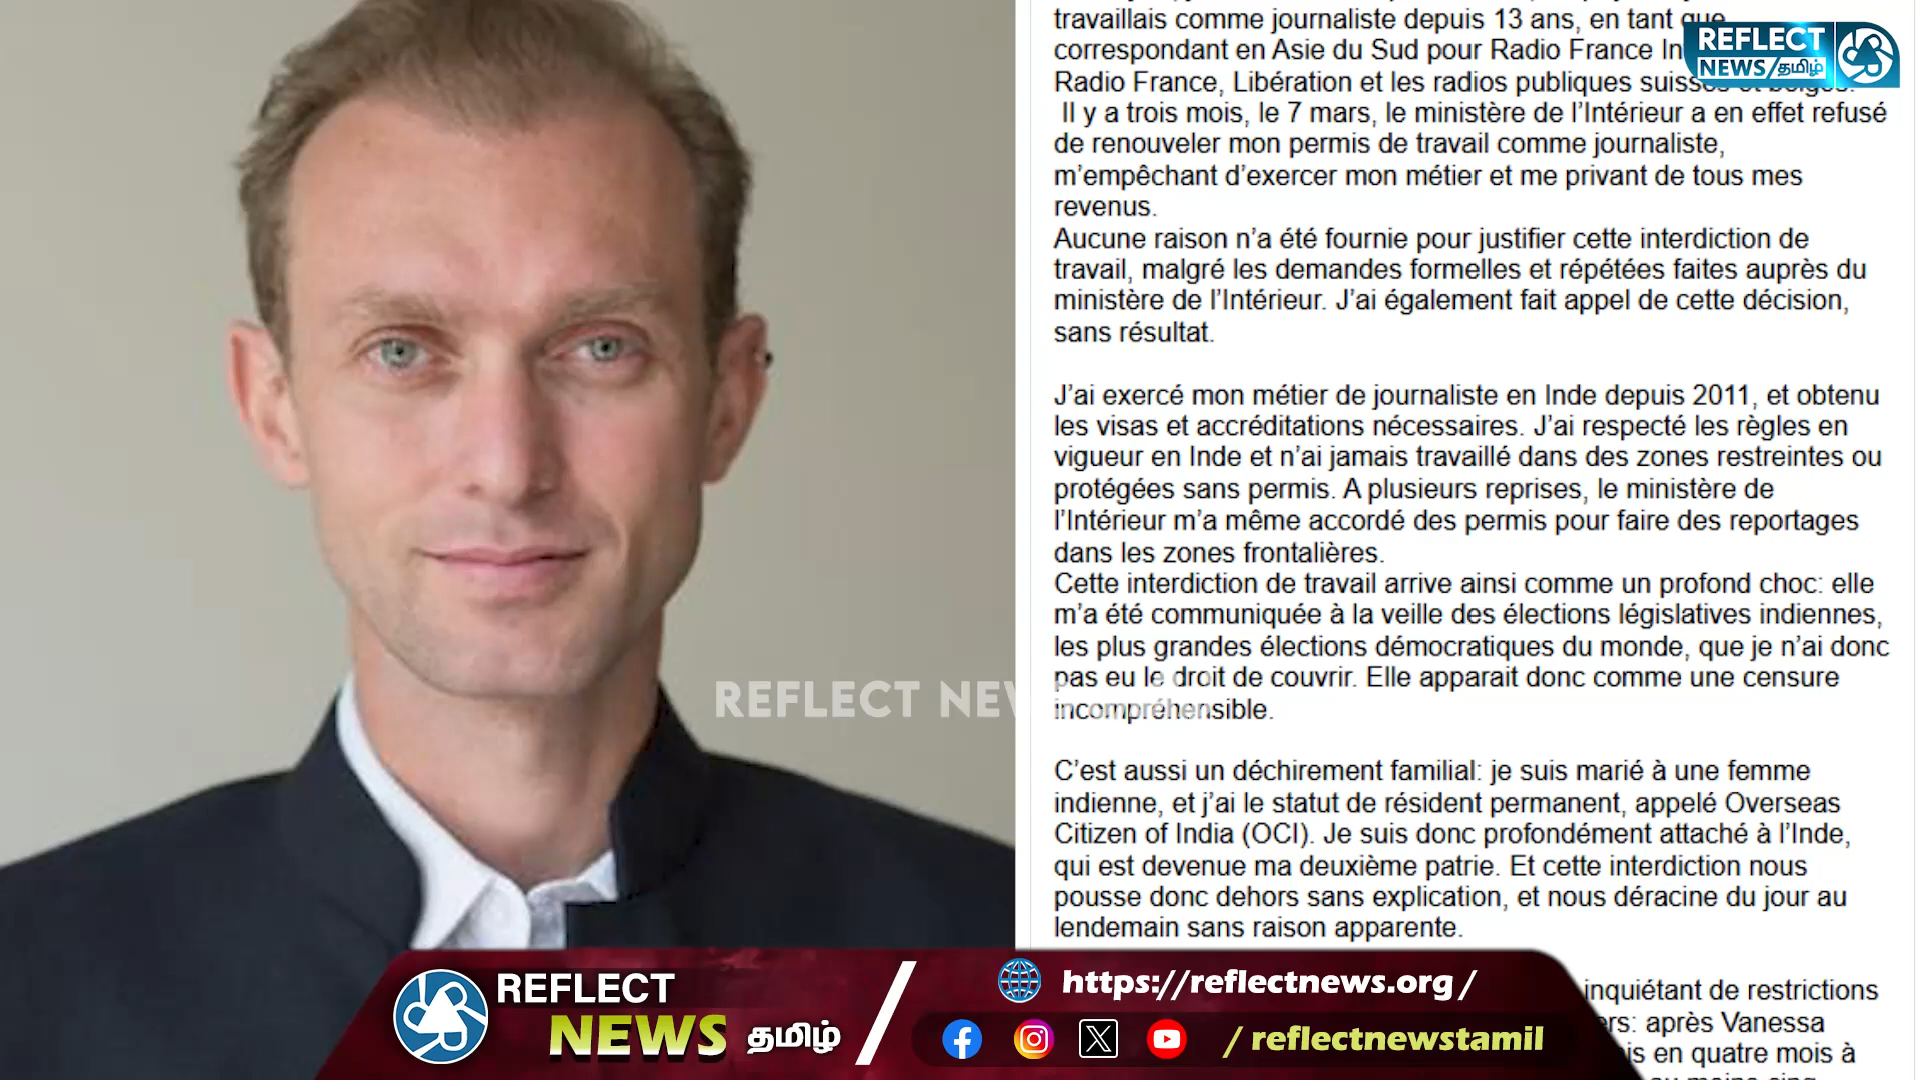 travaillais comme journaliste depuis 13 ans, en tant que
correspondant en Asie du Sud pour Radio France
Radio France, Libération et les radios publiques suisses et belges.
Il y a trois mois, le 7 mars, le ministère de l’Intérieur a en effet refusé
de renouveler mon permis de travail comme journaliste,
m’empêchant d’exercer mon métier et me privant de tous mes
revenus.
Aucune raison n’a été fournie pour justifier cette interdiction de
travail, malgré les demandes formelles et répétées faites auprès du
ministère de l’Intérieur. J’ai également fait appel de cette décision,
sans résultat.
J’ai exercé mon métier de journaliste en Inde depuis 2011, et obtenu
les visas et accréditations nécessaires. J’ai respecté les règles en
vigueur en Inde et n’ai jamais travaillé dans des zones restreintes ou
protégées sans permis. A plusieurs reprises, le ministère de
l’Intérieur m’a même accordé des permis pour faire des reportages
dans les zones frontalières.
Cette interdiction de travail arrive ainsi comme un profond choc: elle
m’a été communiquée à la veille des élections législatives indiennes,
les plus grandes élections démocratiques du monde, que je n’ai donc
pas eu le droit de couvrir. Elle apparait donc comme une censure
incompréhensible.
C’est aussi un déchirement familial: je suis marié à une femme
indienne, et j’ai le statut de résident permanent, appelé Overseas
Citizen of India (OCI). Je suis donc profondément attaché à l’Inde,
qui est devenue ma deuxième patrie. Et cette interdiction nous
pousse donc dehors sans explication, et nous déracine du jour au
lendemain sans raison apparente.
inquiétant de restrictions
après Vanessa
en quatre mois à
REFLECT
NEWS/தமிழ்
REFLECT
REFLECT
NEWS தமிழ்
https://reflectnews.org/
/ reflectnewstamil